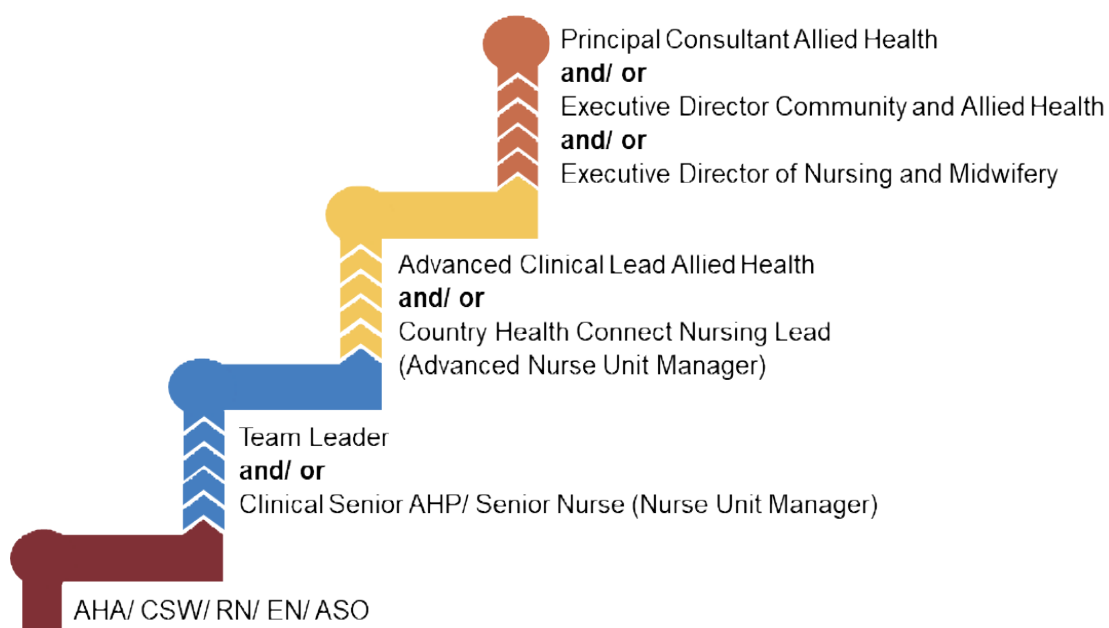 Principal Consultant Allied Health
and/ or
Executive Director Community and Allied Health
and/ or
Executive Director of Nursing and Midwifery
Advanced Clinical Lead Allied Health
and/ or
Country Health Connect Nursing Lead
(Advanced Nurse Unit Manager)
Team Leader
and/ or
Clinical Senior AHP/ Senior Nurse (Nurse Unit Manager)
AHA/ CSW/ RN/ EN/ ASO